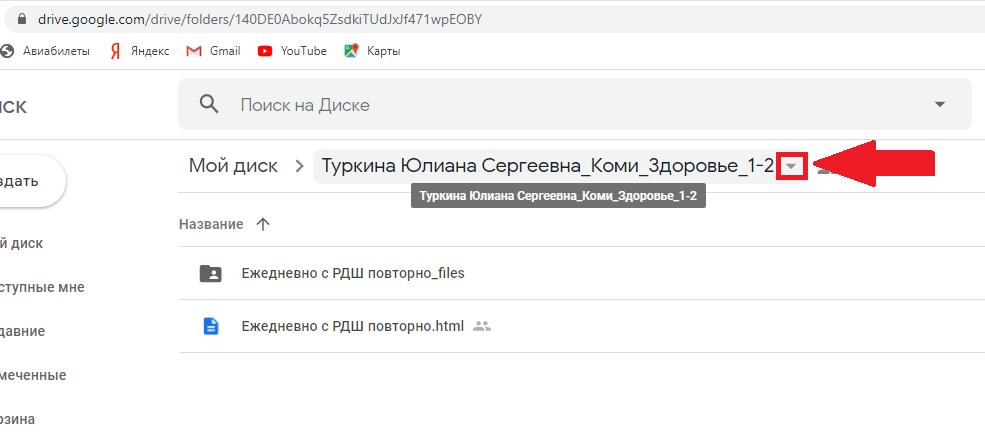 drive.google.com/drive/folders/140DE0Abokq5ZsdkiTUdJxJf471wpEOBY
Авиабилеты Яндекс Gmail YouTube Карты
иск
Поиск на Диске
Мой диск > Туркина Юлиана Сергеевна_Коми_Здоровье_1-2
здать
Туркина Юлиана Сергеевна_Коми_Здоровье_1-2
Название ↑
й диск
Ежедневно с РДШ повторно_files
ступные мне
Ежедневно с РДШ повторно.html
давние
меченные
рзина